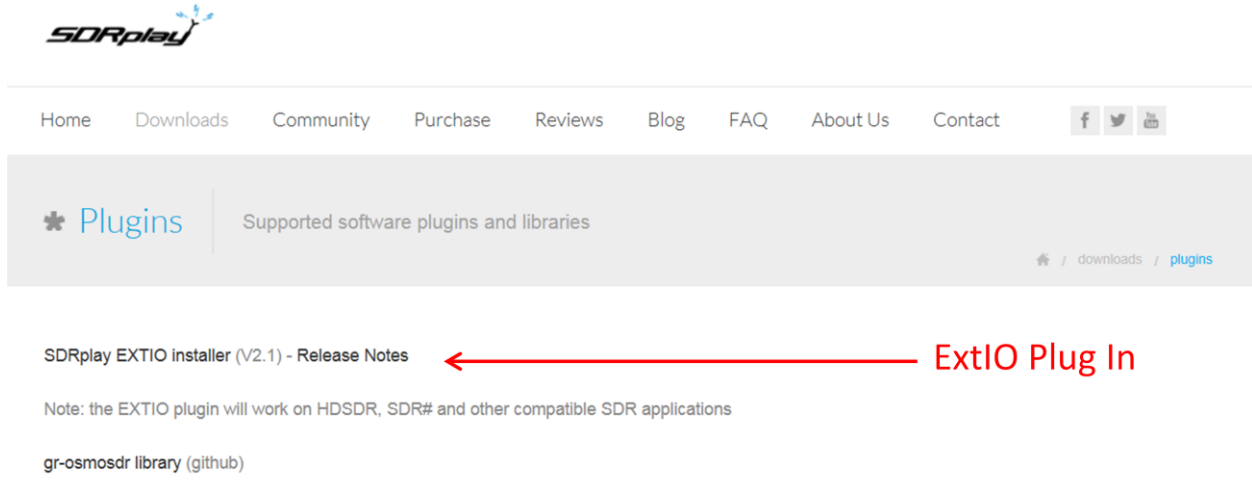 SDRplay
Home Downloads Community Purchase Reviews Blog FAQ About Us Contact f You Tube
* Plugins Supported software plugins and libraries
/ downloads / plugins
SDRplay EXTIO installer (V2.1) - Release Notes
ExtIO Plug In
Note: the EXTIO plugin will work on HDSDR, SDR# and other compatible SDR applications
gr-osmosdr library (github)